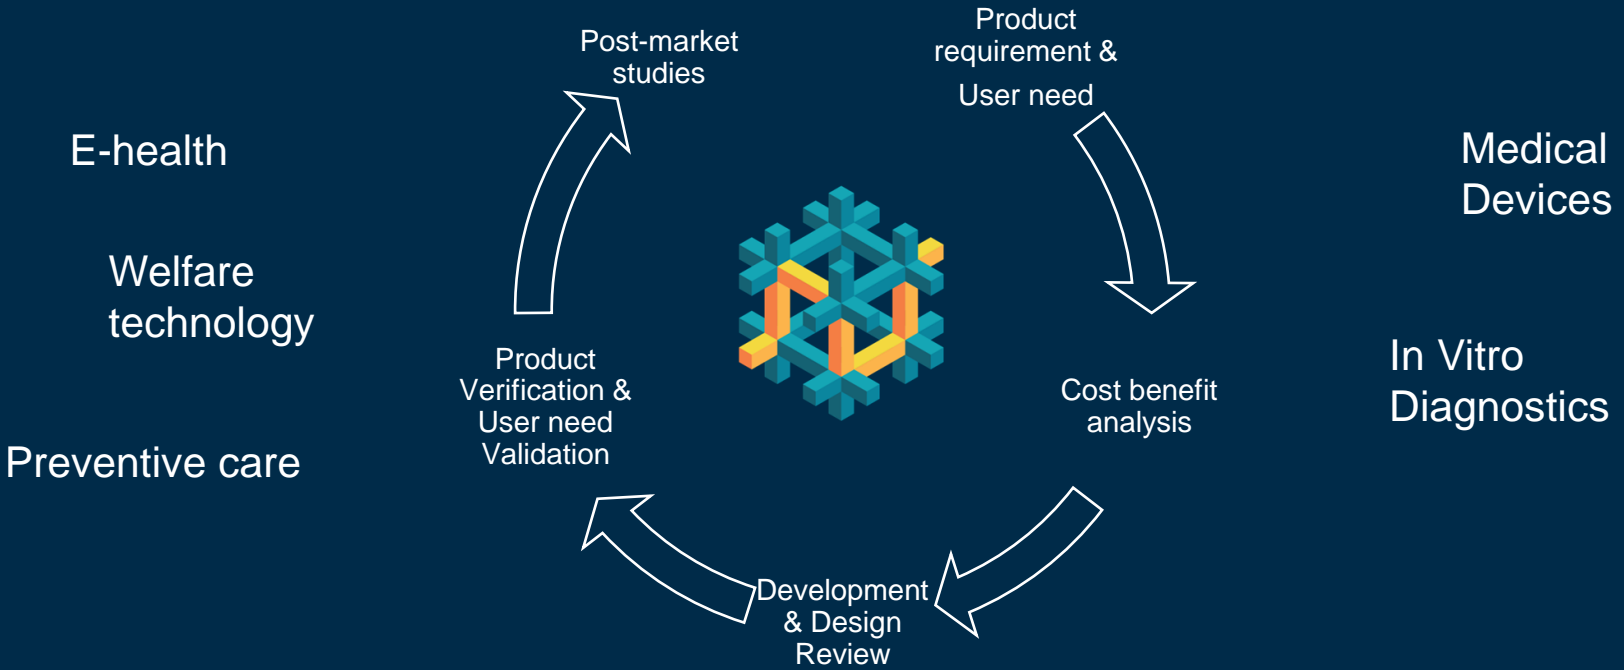 Post-market
studies
Product
requirement &
User need
E-health
Medical
Devices
Welfare
technology
Product
Verification &
User need
Validation
Cost benefit
analysis
In Vitro
Diagnostics
Preventive care
Development
& Design
Review